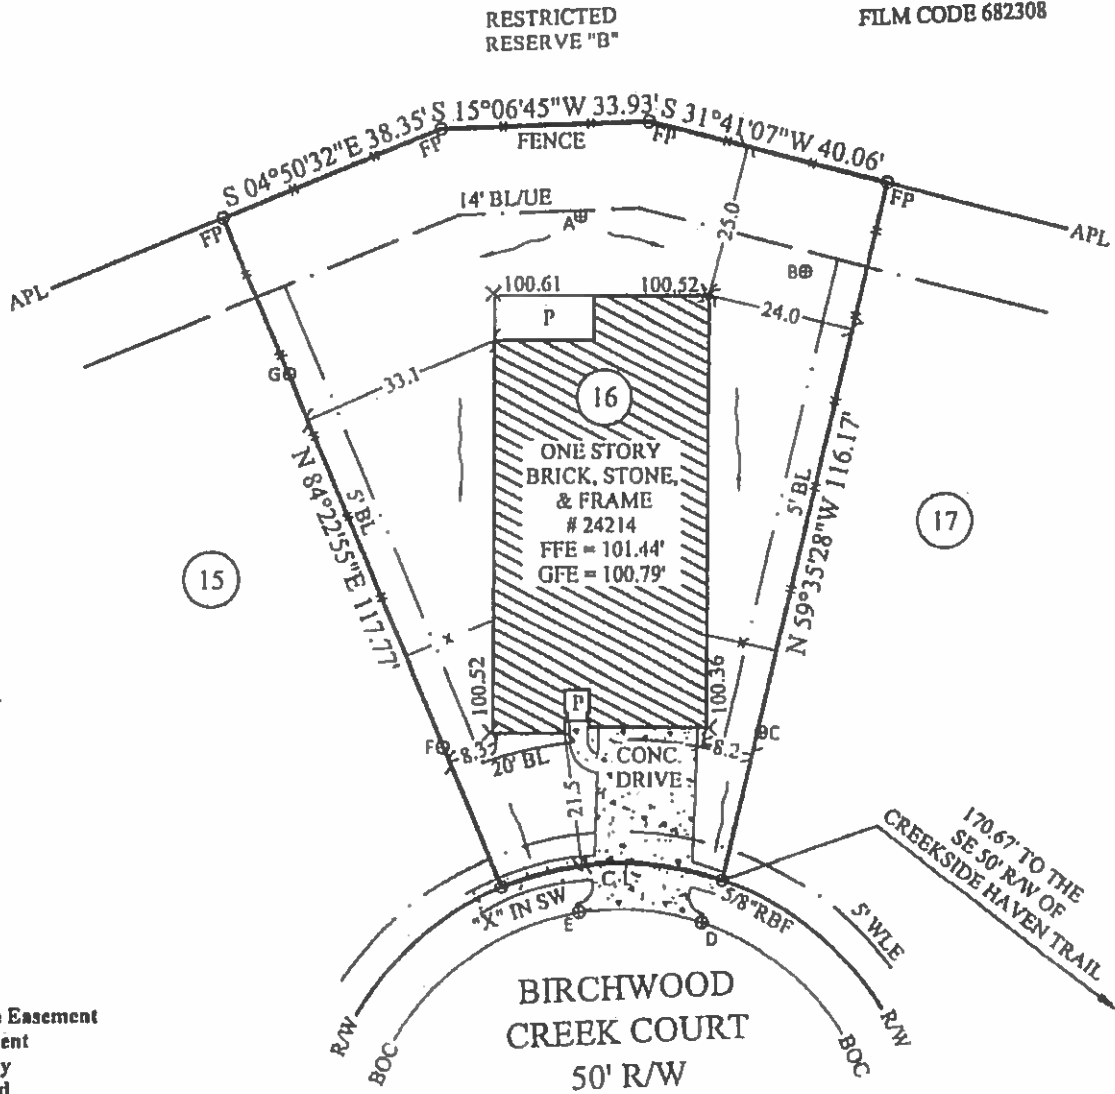 RESTRICTED
RESERVE "B"
FILM CODE 682308
S 04°50'32"E 38.35'
S 15°06'45"W 33.93'
S 31°41'07"W 40.06'
FP
FP
FP
FP
FENCE
14' BL/UE
A
B
25.0
APL
APL
100.61
100.52
P
24.0
G
33.1
16
ONE STORY
BRICK, STONE,
& FRAME
# 24214
FFE = 101.44'
GFE = 100.79'
N 84°22'55"E 117.77'
5' BL
5' BL
N 59°35'28"W 116.17'
15
17
100.52
100.36
P
F
8.3
20' BL
CONC.
DRIVE
8.2
C
21.5
C.L.
"X" IN SW
5/8"RBF
E
D
5' WLE
170.67' TO THE
SE 50' R/W OF
CREEKSIDE HAVEN TRAIL
BIRCHWOOD
CREEK COURT
50' R/W
R/W
BOC
BOC
R/W
Easement
ent
y
d